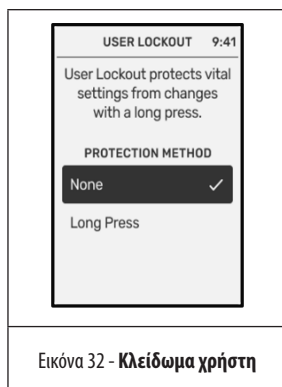 USER LOCKOUT 9:41
User Lockout protects vital
settings from changes
with a long press.
PROTECTION METHOD
None
Long Press
Εικόνα 32 - Κλείδωμα χρήστη